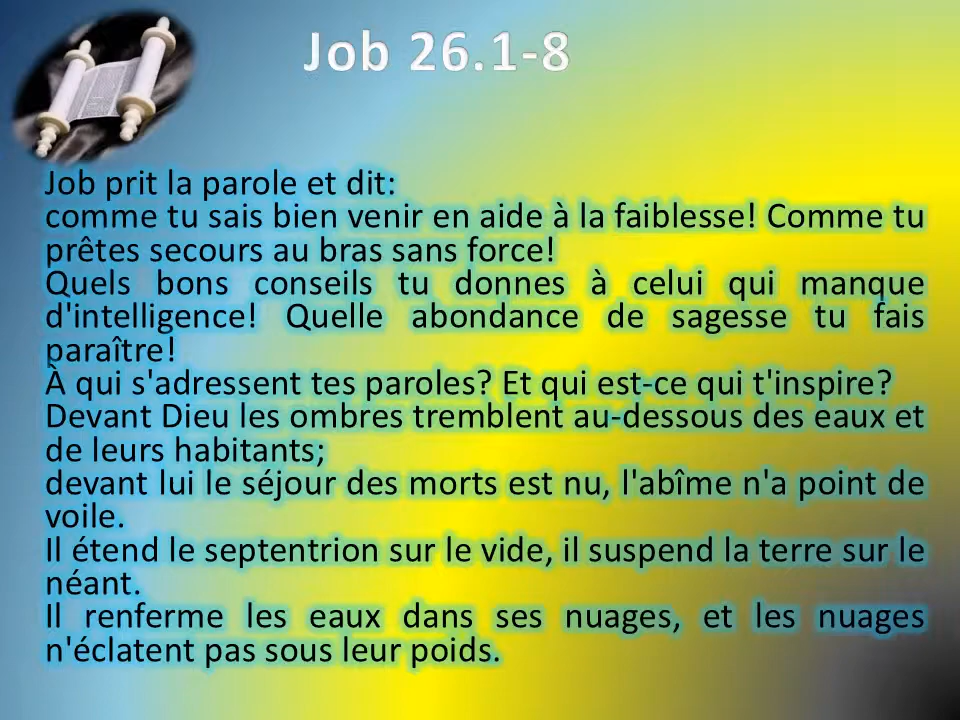 Job 26.1-8
Job prit la parole et dit:
comme tu sais bien venir en aide à la faiblesse! Comme tu
prêtes secours au bras sans force!
Quels bons conseils tu donnes à celui qui manque
d'intelligence! Quelle abondance de sagesse tu fais
paraître!
À qui s'adressent tes paroles? Et qui est-ce qui t'inspire?
Devant Dieu les ombres tremblent au-dessous des eaux et
de leurs habitants;
devant lui le séjour des morts est nu, l'abîme n'a point de
voile.
Il étend le septentrion sur le vide, il suspend la terre sur le
néant.
Il renferme les eaux dans ses nuages, et les nuages
n'éclatent pas sous leur poids.